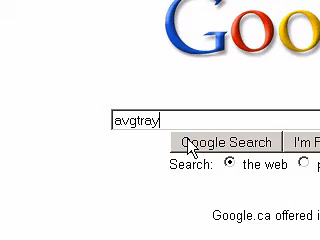 Goo
avgtray
Google Search I'm F
Search: the web p
Google.ca offered i